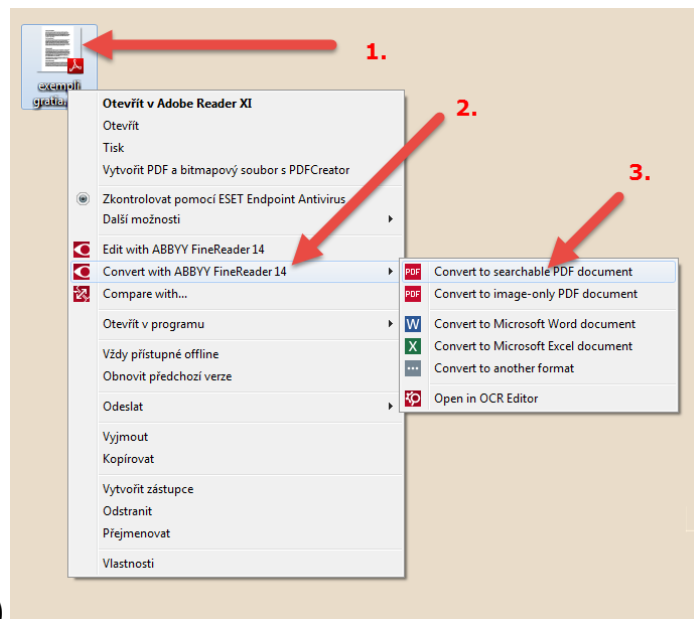 1.
exempli
gratia
2.
3.
Otevřít v Adobe Reader XI
Otevřít
Tisk
Vytvořit PDF a bitmapový soubor s PDFCreator
Zkontrolovat pomocí ESET Endpoint Antivirus
Další možnosti
Edit with ABBYY FineReader 14
Convert with ABBYY FineReader 14
Compare with...
Otevřít v programu
Vždy přístupné offline
Obnovit předchozí verze
Odeslat
Vyjmout
Kopírovat
Vytvořit zástupce
Odstranit
Přejmenovat
Vlastnosti
PDF Convert to searchable PDF document
PDF Convert to image-only PDF document
W Convert to Microsoft Word document
X Convert to Microsoft Excel document
Convert to another format
Open in OCR Editor
)